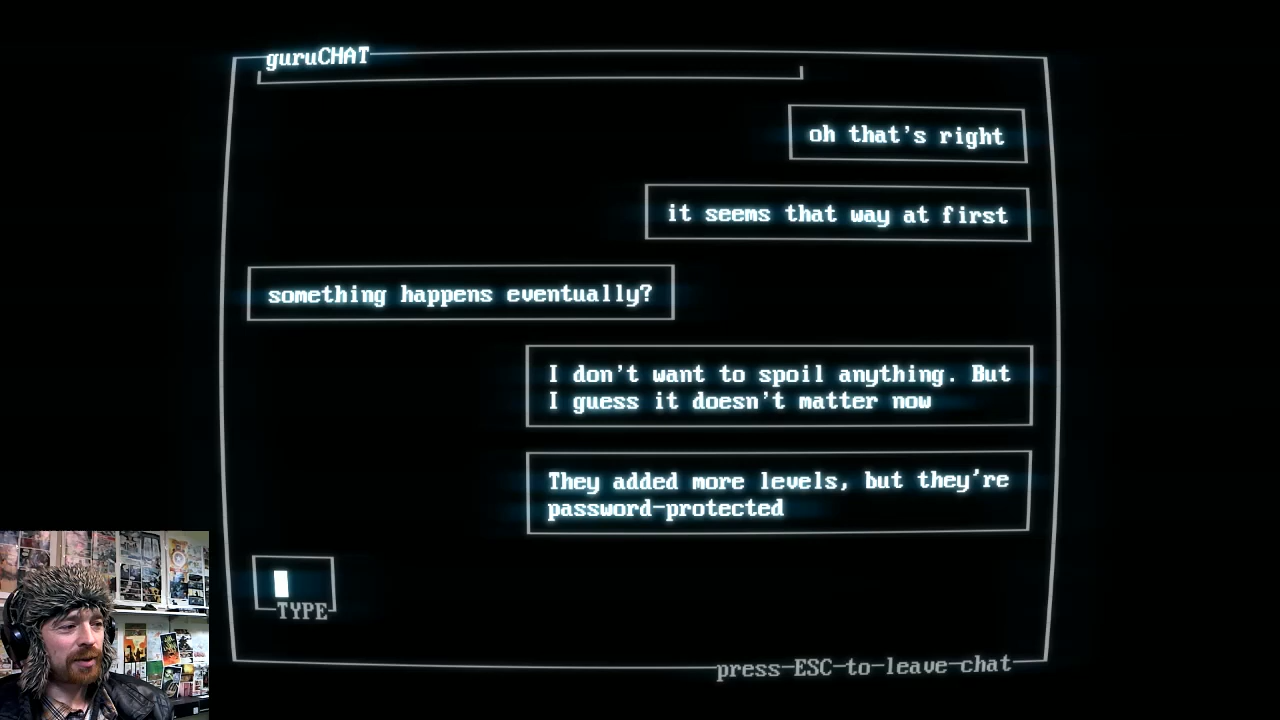 guruCHAT
oh that's right
it seems that way at first
something happens eventually?
I don't want to spoil anything. But
I guess it doesn't matter now
They added more levels, but they're
password-protected
TYPE
press-ESC-to-leave-chat